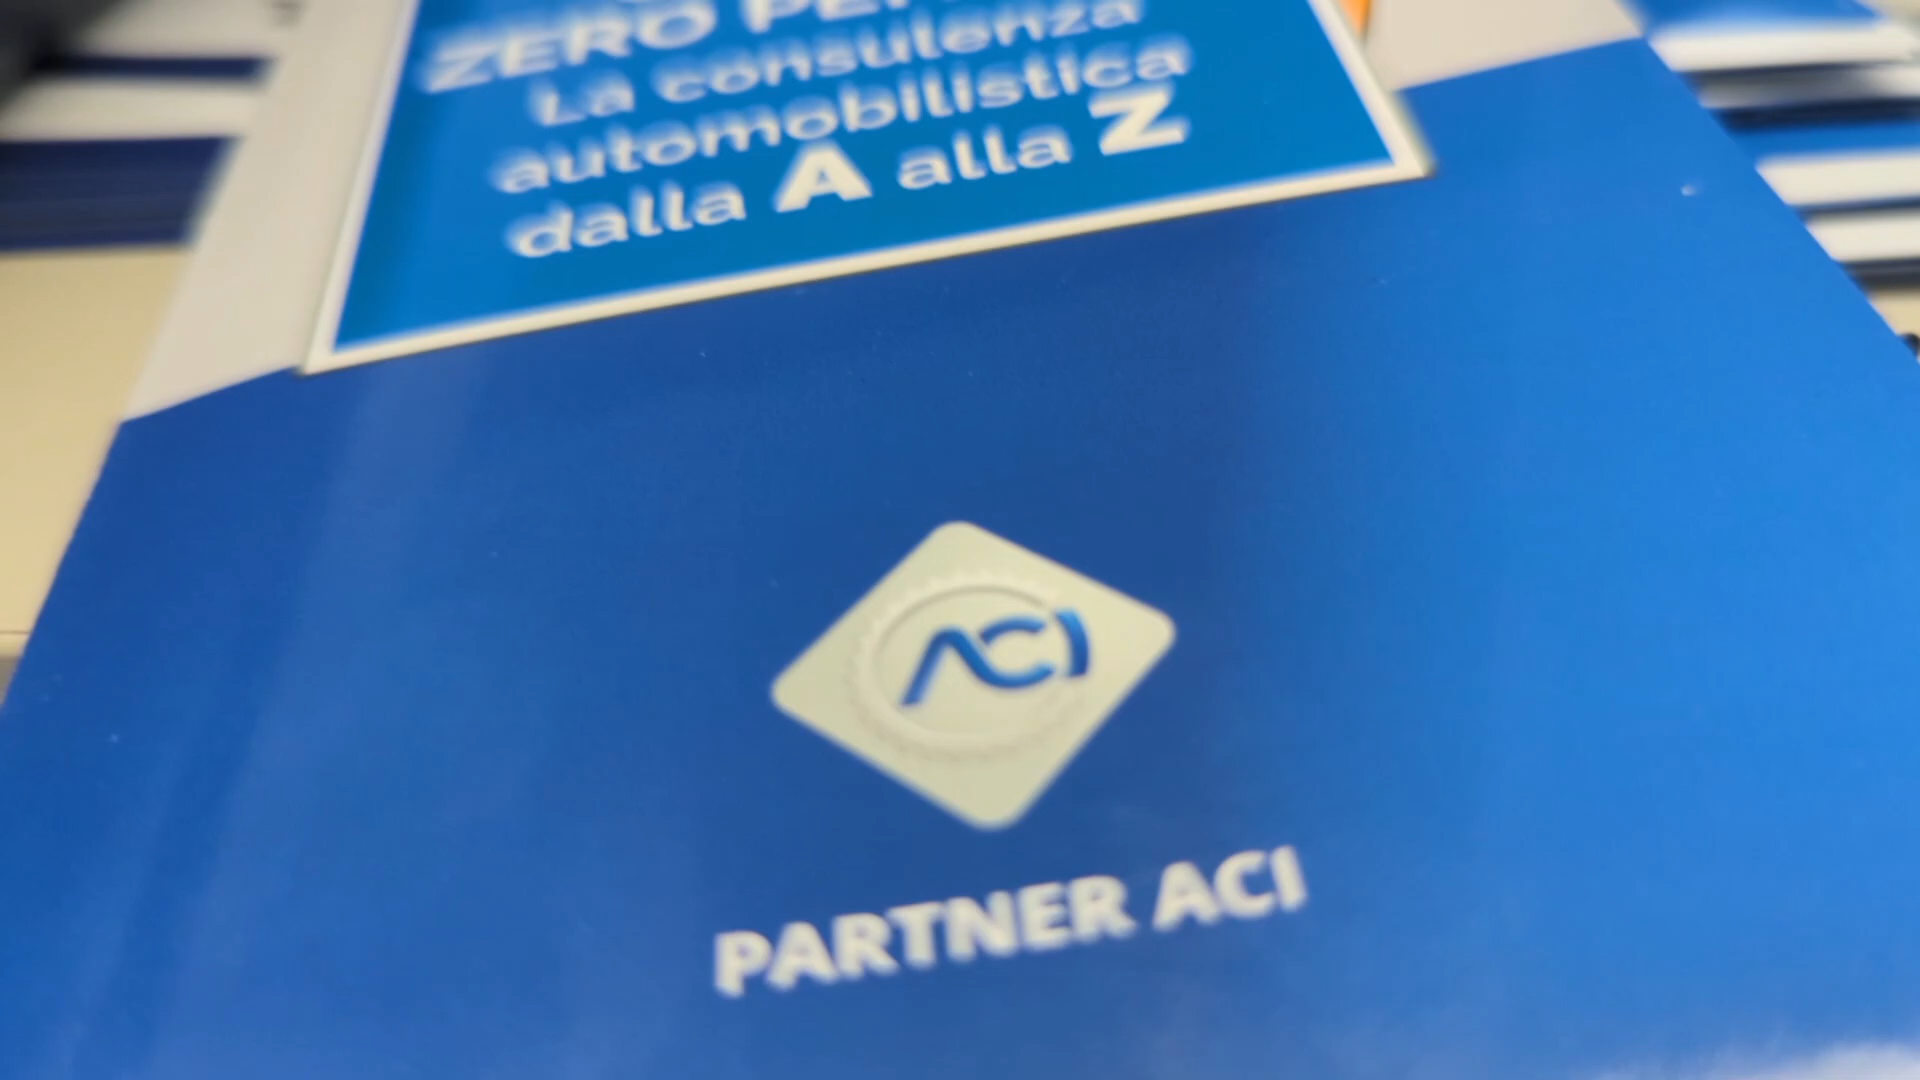 ZERO
La consulenza
automobilistica
dalla A alla Z
ACI
PARTNER ACI